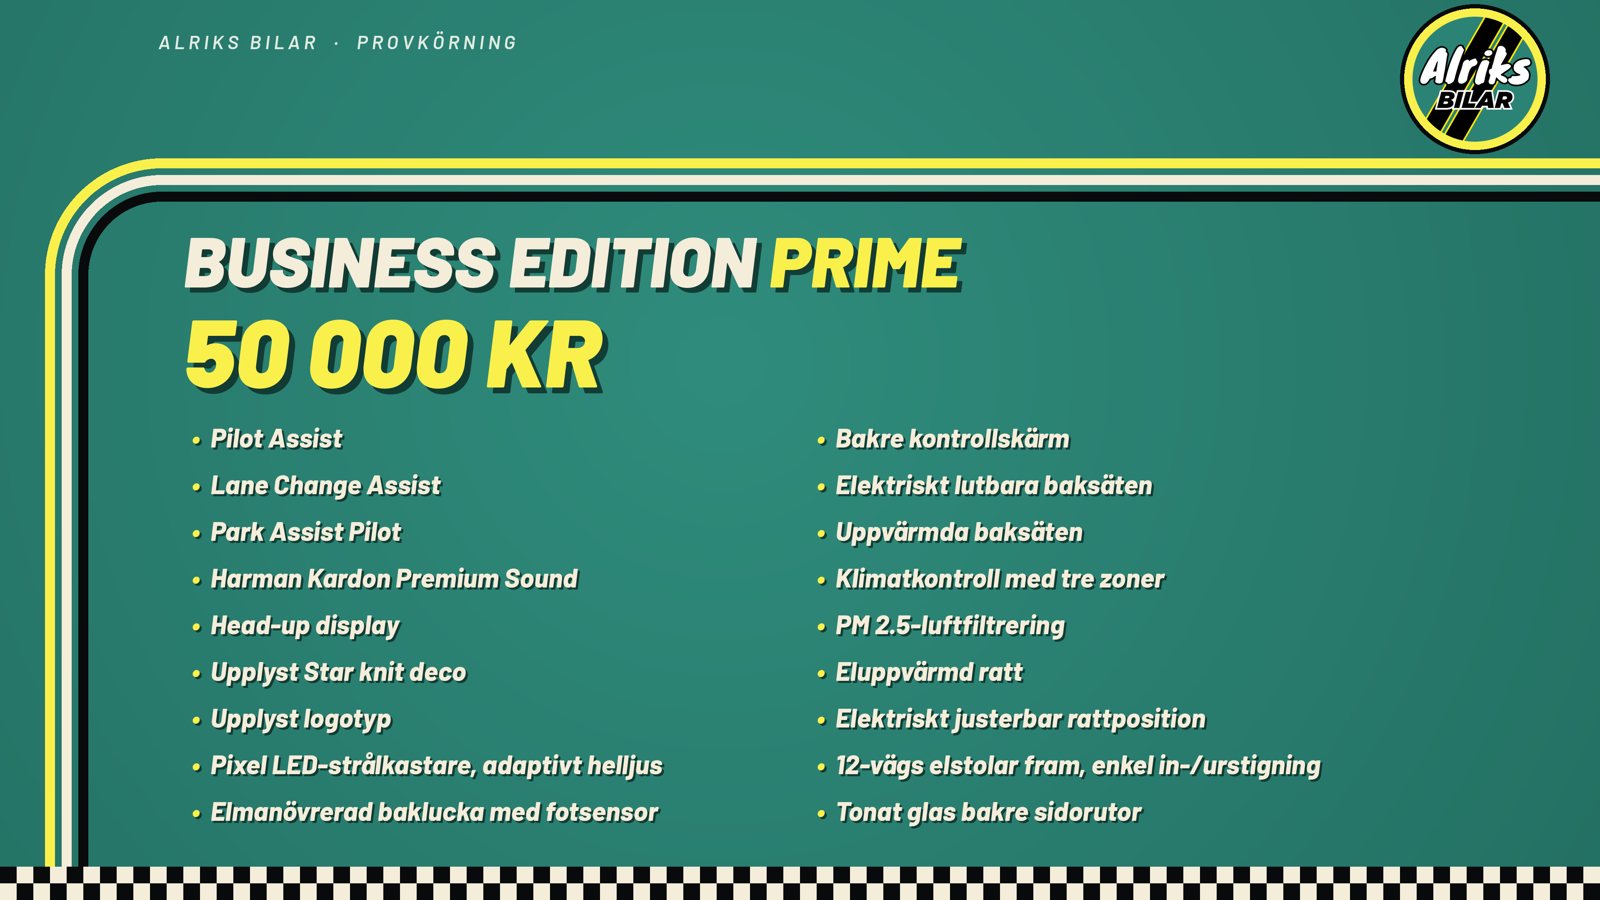 ALRIKS BILAR · PROVKÖRNING
Alriks
BILAR
BUSINESS EDITION PRIME
50 000 KR
• Pilot Assist
• Lane Change Assist
• Park Assist Pilot
• Harman Kardon Premium Sound
• Head-up display
• Upplyst Star knit deco
• Upplyst logotyp
• Pixel LED-strålkastare, adaptivt helljus
• Elmanövrerad baklucka med fotsensor
• Bakre kontrollskärm
• Elektriskt lutbara baksäten
• Uppvärmda baksäten
• Klimatkontroll med tre zoner
• PM 2.5-luftfiltrering
• Eluppvärmd ratt
• Elektriskt justerbar rattposition
• 12-vägs elstolar fram, enkel in-/urstigning
• Tonat glas bakre sidorutor